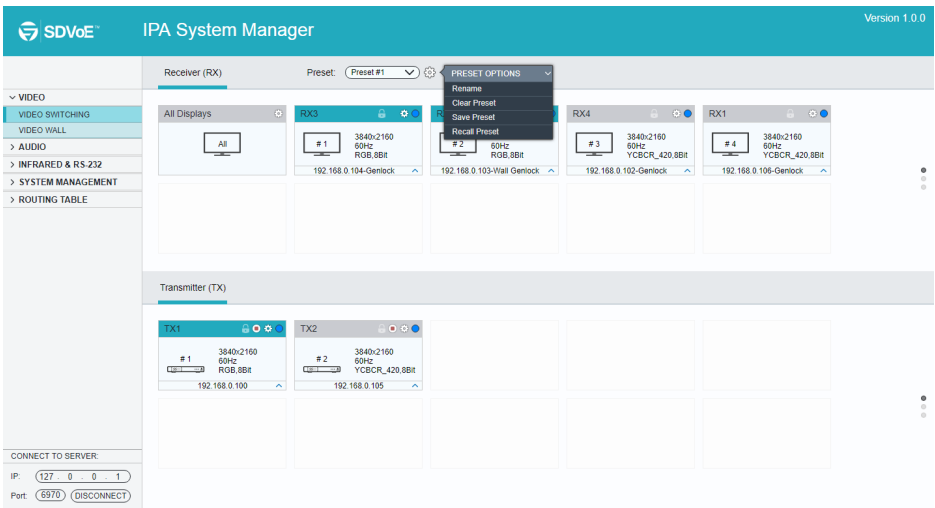 SDVoE™
IPA System Manager
Version 1.0.0
Receiver (RX)
Preset:
Preset #1
PRESET OPTIONS
Rename
Clear Preset
Save Preset
Recall Preset
VIDEO
VIDEO SWITCHING
VIDEO WALL
AUDIO
INFRARED & RS-232
SYSTEM MANAGEMENT
ROUTING TABLE
All Displays
All
RX3
# 1
3840x2160
60Hz
RGB,8Bit
192.168.0.104-Genlock
# 2
60Hz
RGB,8Bit
192.168.0.103-Wall Genlock
RX4
# 3
3840x2160
60Hz
YCBCR_420,8Bit
192.168.0.102-Genlock
RX1
# 4
3840x2160
60Hz
YCBCR_420,8Bit
192.168.0.106-Genlock
Transmitter (TX)
TX1
# 1
3840x2160
60Hz
RGB,8Bit
192.168.0.100
TX2
# 2
3840x2160
60Hz
YCBCR_420,8Bit
192.168.0.105
CONNECT TO SERVER:
IP: 127 . 0 . 0 . 1
Port: 6970 DISCONNECT